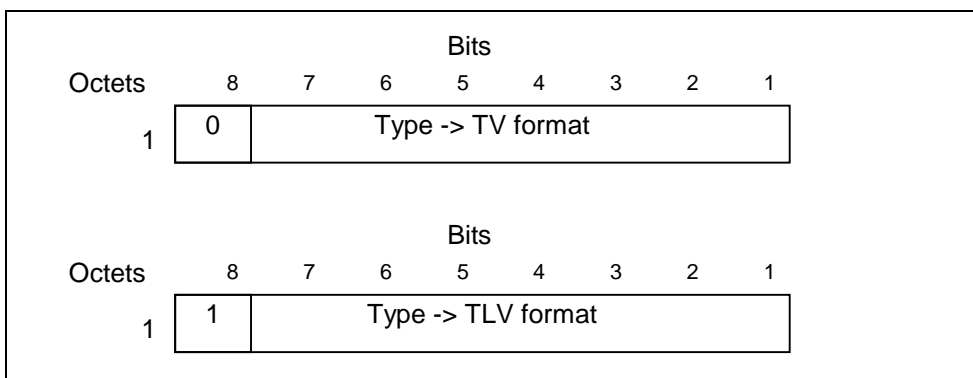 Bits
Octets 8 7 6 5 4 3 2 1
1 0 Type -> TV format
Bits
Octets 8 7 6 5 4 3 2 1
1 1 Type -> TLV format